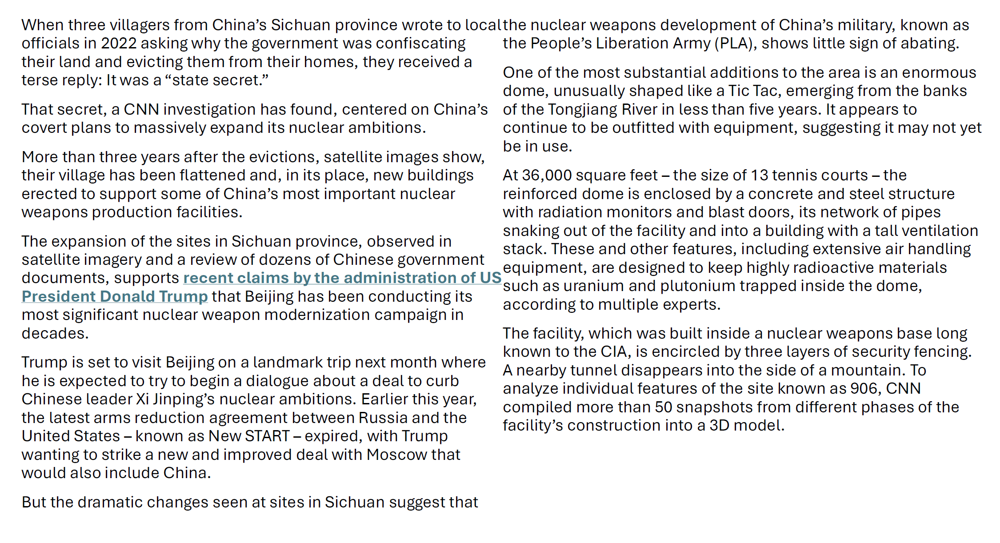 When three villagers from China’s Sichuan province wrote to local
officials in 2022 asking why the government was confiscating
their land and evicting them from their homes, they received a
terse reply: It was a “state secret.”
That secret, a CNN investigation has found, centered on China’s
covert plans to massively expand its nuclear ambitions.
More than three years after the evictions, satellite images show,
their village has been flattened and, in its place, new buildings
erected to support some of China’s most important nuclear
weapons production facilities.
The expansion of the sites in Sichuan province, observed in
satellite imagery and a review of dozens of Chinese government
documents, supports recent claims by the administration of US
President Donald Trump that Beijing has been conducting its
most significant nuclear weapon modernization campaign in
decades.
Trump is set to visit Beijing on a landmark trip next month where
he is expected to try to begin a dialogue about a deal to curb
Chinese leader Xi Jinping’s nuclear ambitions. Earlier this year,
the latest arms reduction agreement between Russia and the
United States – known as New START – expired, with Trump
wanting to strike a new and improved deal with Moscow that
would also include China.
But the dramatic changes seen at sites in Sichuan suggest that
the nuclear weapons development of China’s military, known as
the People’s Liberation Army (PLA), shows little sign of abating.
One of the most substantial additions to the area is an enormous
dome, unusually shaped like a Tic Tac, emerging from the banks
of the Tongjiang River in less than five years. It appears to
continue to be outfitted with equipment, suggesting it may not yet
be in use.
At 36,000 square feet – the size of 13 tennis courts – the
reinforced dome is enclosed by a concrete and steel structure
with radiation monitors and blast doors, its network of pipes
snaking out of the facility and into a building with a tall ventilation
stack. These and other features, including extensive air handling
equipment, are designed to keep highly radioactive materials
such as uranium and plutonium trapped inside the dome,
according to multiple experts.
The facility, which was built inside a nuclear weapons base long
known to the CIA, is encircled by three layers of security fencing.
A nearby tunnel disappears into the side of a mountain. To
analyze individual features of the site known as 906, CNN
compiled more than 50 snapshots from different phases of the
facility’s construction into a 3D model.